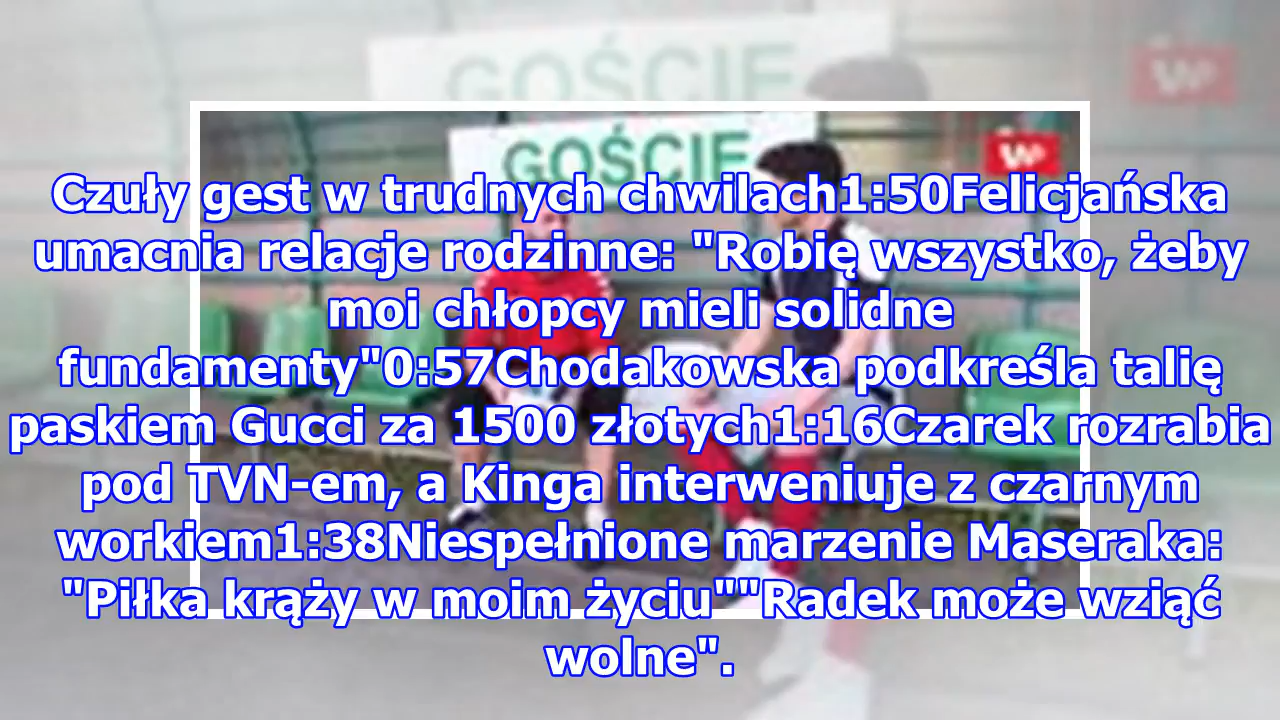 GOŚCIE
GOŚCIE
Czuły gest w trudnych chwilach1:50Felicjańska
umacnia relacje rodzinne: "Robię wszystko, żeby
moi chłopcy mieli solidne
fundamenty"0:57Chodakowska podkreśla talię
paskiem Gucci za 1500 złotych1:16Czarek rozrabia
pod TVN-em, a Kinga interweniuje z czarnym
workiem1:38Niespełnione marzenie Maseraka:
"Piłka krąży w moim życiu""Radek może wziąć
wolne".